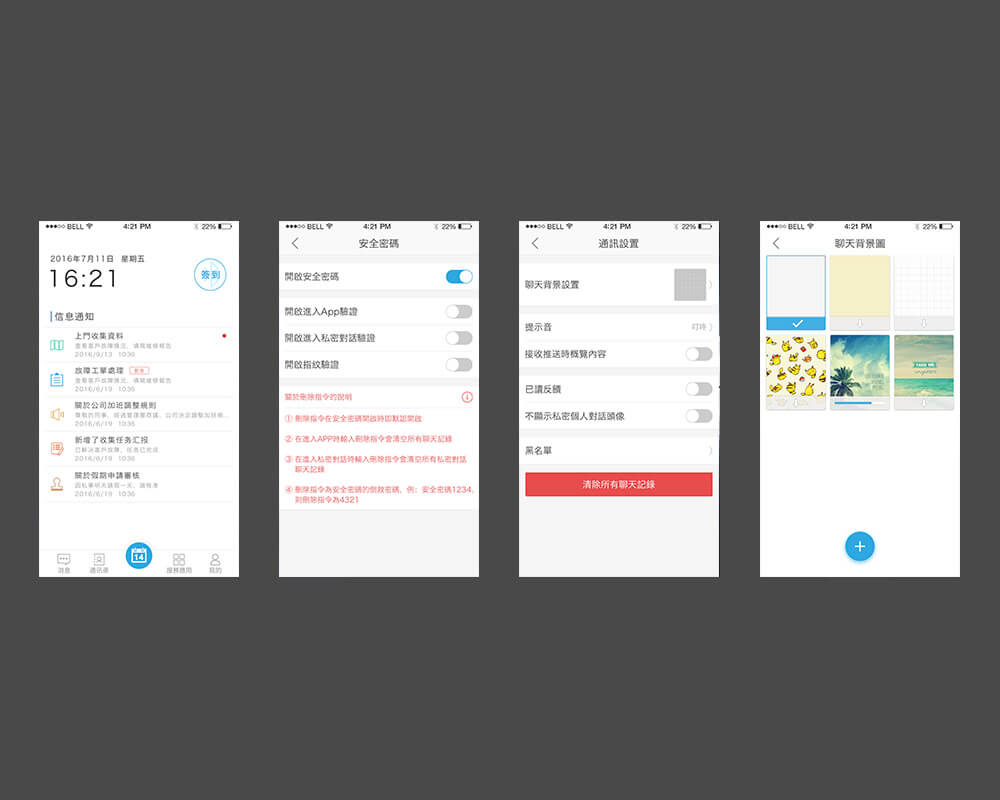 BELL
4:21 PM
22%
2016年7月11日 星期五
16:21
簽到
信息通知
上門收集資料
查看客戶故障情況，填寫維修報告
2016/9/13 10:36
故障工單處理
查看客戶故障情況，填寫維修報告
2016/6/19 10:36
關於公司加班調整規則
2016/6/19 10:36
新增了收集任务汇报
已解決客戶故障，任務已完成
2016/6/19 10:36
關於假期申請審核
因私事明天請假一天，請批准
2016/6/19 10:36
14
消息
通訊錄
服務應用
我的
BELL
4:21 PM
22%
安全密碼
開啟安全密碼
開啟進入App驗證
開啟進入私密對話驗證
開啟指紋驗證
關於刪除指令的說明
① 刪除指令在安全密碼開啟時即默認開啟
② 在進入APP時輸入刪除指令會清空所有聊天記錄
③ 在進入私密對話時輸入刪除指令會清空所有私密對話
聊天記錄
④ 刪除指令為安全密碼的倒敘密碼，例：安全密碼1234，
則刪除指令為4321
BELL
4:21 PM
22%
通訊設置
聊天背景設置
提示音
叮咚
接收推送時概覽內容
已讀反饋
不顯示私密個人對話頭像
黑名單
清除所有聊天記錄
BELL
4:21 PM
22%
聊天背景圖
TAKE ME
anywhere